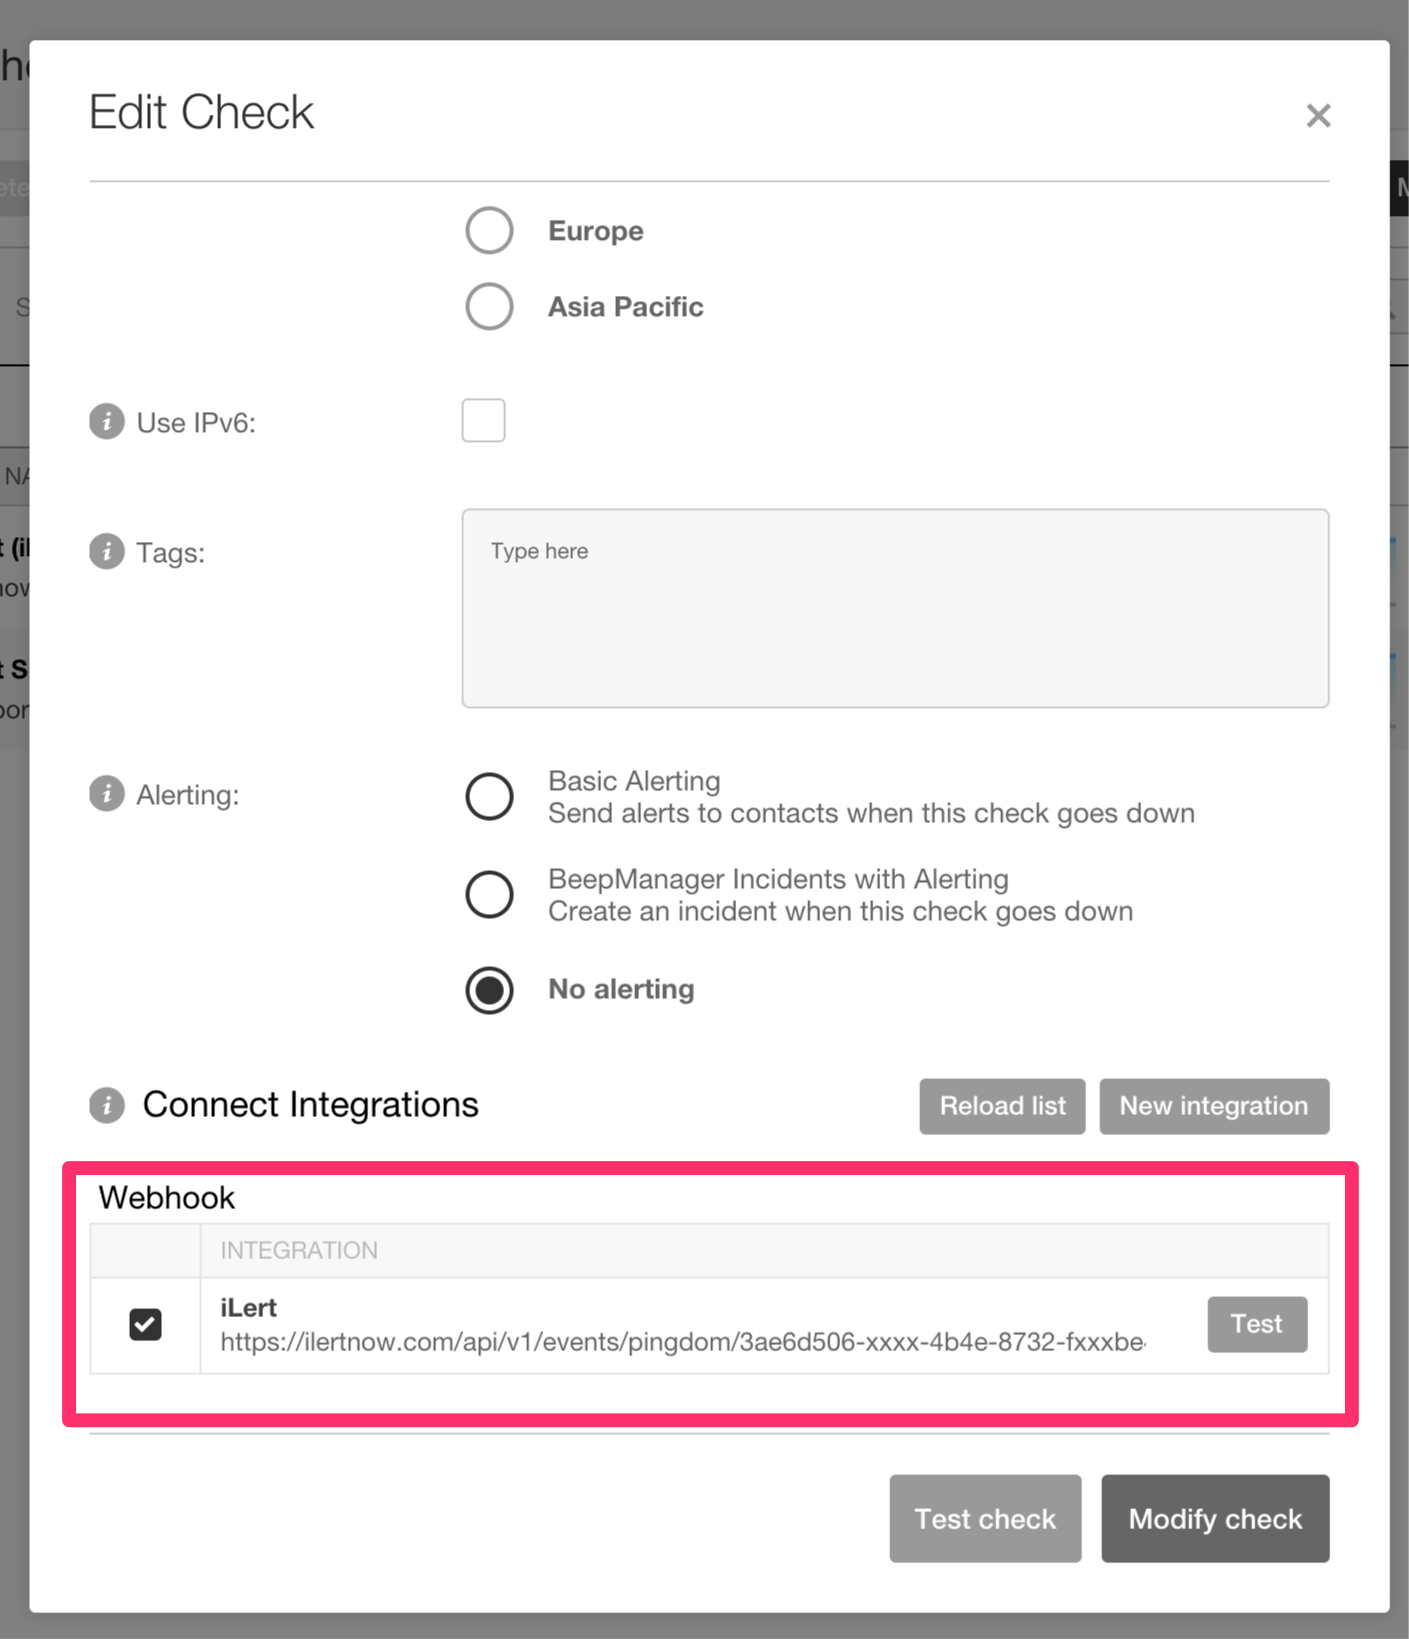 Edit Check
Europe
Asia Pacific
Use IPv6:
Tags:
Type here
Alerting:
Basic Alerting
Send alerts to contacts when this check goes down
BeepManager Incidents with Alerting
Create an incident when this check goes down
No alerting
Connect Integrations
Reload list
New integration
Webhook
INTEGRATION
iLert
https://ilertnow.com/api/v1/events/pingdom/3ae6d506-xxxx-4b4e-8732-fxxxbe
Test
Test check
Modify check